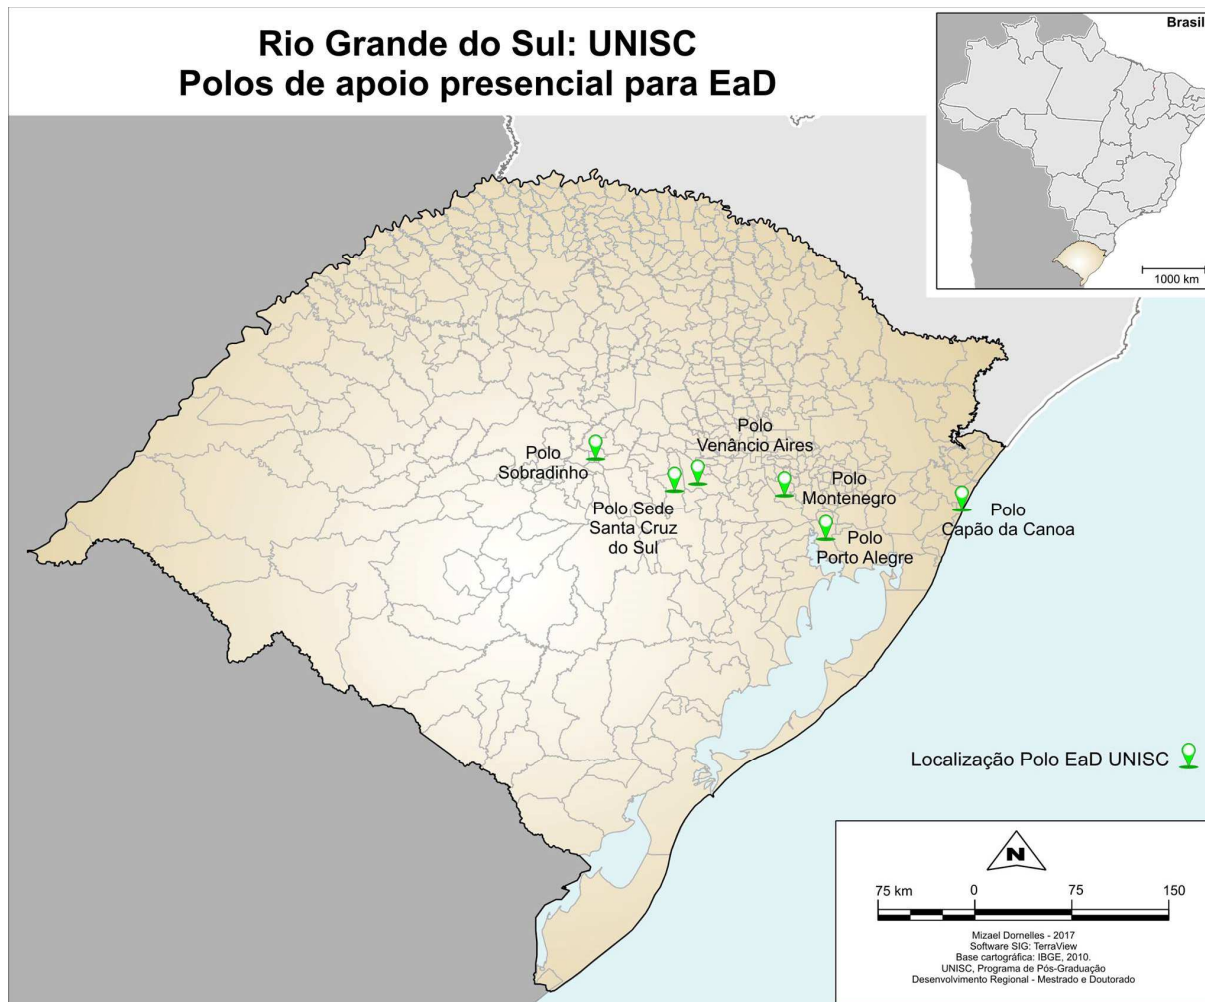 Rio Grande do Sul: UNISC
Polos de apoio presencial para EaD
Brasil
1000 km
Polo
Venâncio Aires
Polo
Sobradinho
Polo
Montenegro
Polo Sede
Santa Cruz
do Sul
Polo
Capão da Canoa
Polo
Porto Alegre
Localização Polo EaD UNISC
N
75 km 0 75 150
Mizael Dornelles - 2017
Software SIG: TerraView
Base cartográfica: IBGE, 2010.
UNISC, Programa de Pós-Graduação
Desenvolvimento Regional - Mestrado e Doutorado